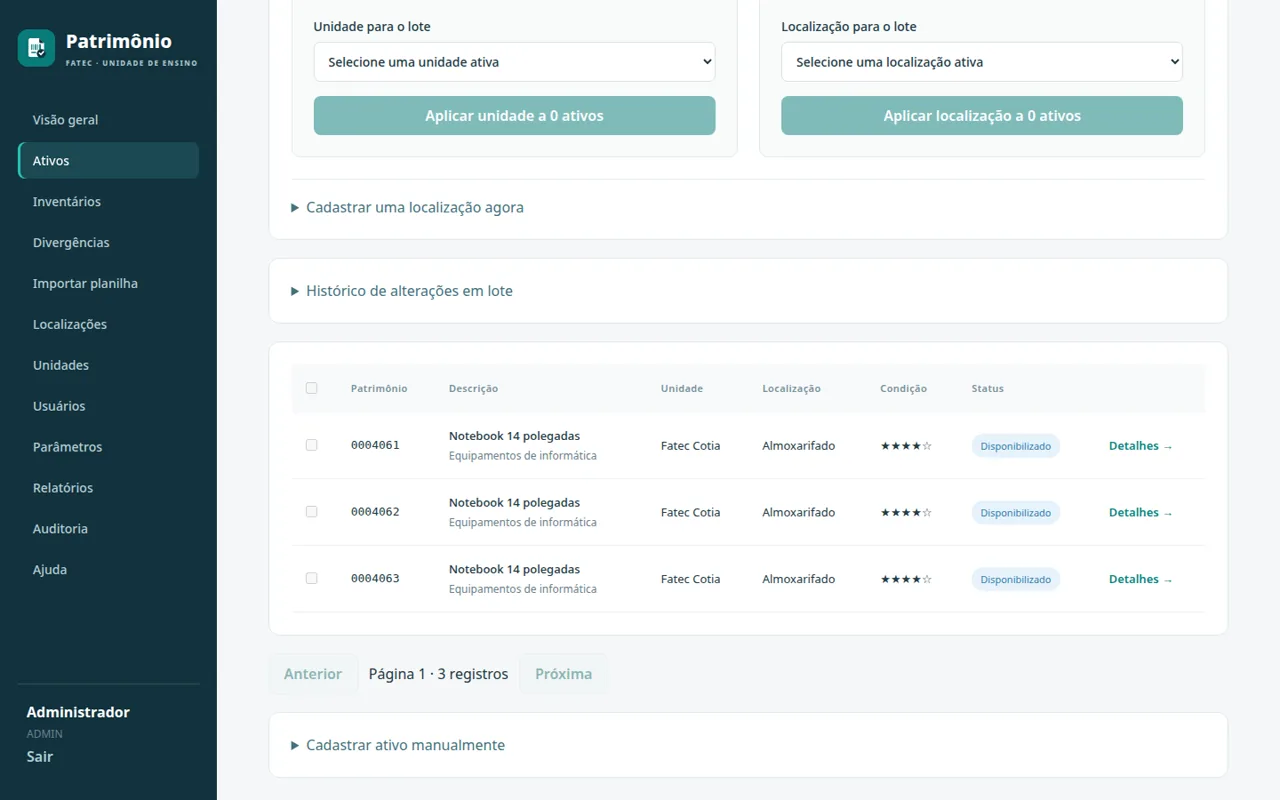 Patrimônio
FATEC · UNIDADE DE ENSINO
Visão geral
Ativos
Inventários
Divergências
Importar planilha
Localizações
Unidades
Usuários
Parâmetros
Relatórios
Auditoria
Ajuda
Administrador
ADMIN
Sair
Unidade para o lote
Selecione uma unidade ativa
Aplicar unidade a 0 ativos
Localização para o lote
Selecione uma localização ativa
Aplicar localização a 0 ativos
▶ Cadastrar uma localização agora
▶ Histórico de alterações em lote
Patrimônio Descrição Unidade Localização Condição Status
0004061 Notebook 14 polegadas Fatec Cotia Almoxarifado ★★★★☆ Disponibilizado Detalhes →
Equipamentos de informática
0004062 Notebook 14 polegadas Fatec Cotia Almoxarifado ★★★★☆ Disponibilizado Detalhes →
Equipamentos de informática
0004063 Notebook 14 polegadas Fatec Cotia Almoxarifado ★★★★☆ Disponibilizado Detalhes →
Equipamentos de informática
Anterior Página 1 · 3 registros Próxima
▶ Cadastrar ativo manualmente